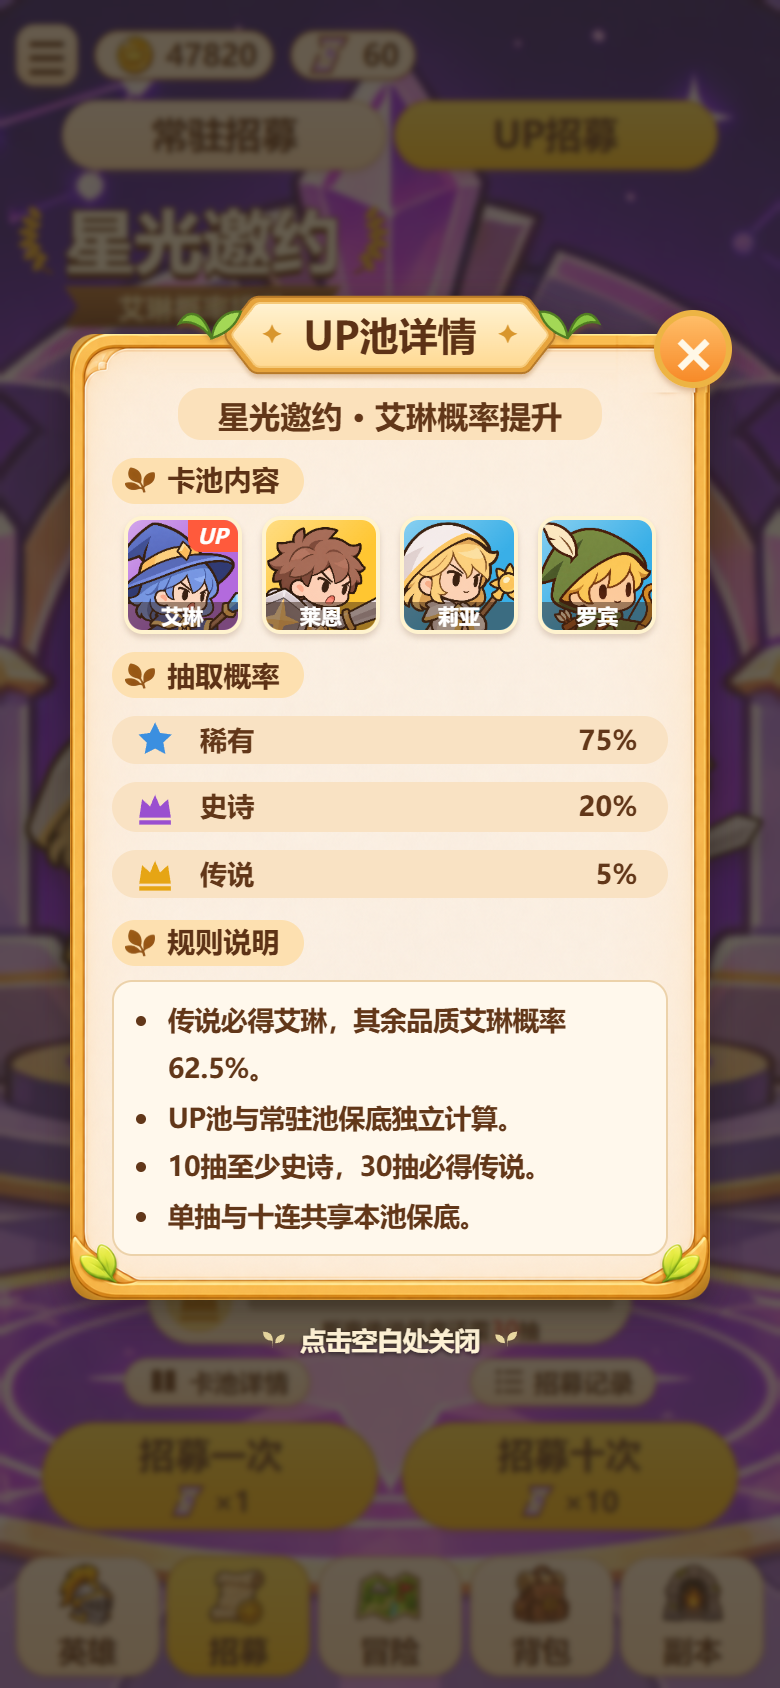 47820
60
常驻招募
UP招募
星光邀约
UP池详情
星光邀约·艾琳概率提升
卡池内容
UP
艾琳
莱恩
莉亚
罗宾
抽取概率
稀有
75%
史诗
20%
传说
5%
规则说明
• 传说必得艾琳，其余品质艾琳概率
62.5%。
• UP池与常驻池保底独立计算。
• 10抽至少史诗，30抽必得传说。
• 单抽与十连共享本池保底。
点击空白处关闭
卡池详情
招募记录
招募一次
×1
招募十次
×10
英雄
招募
冒险
背包
副本